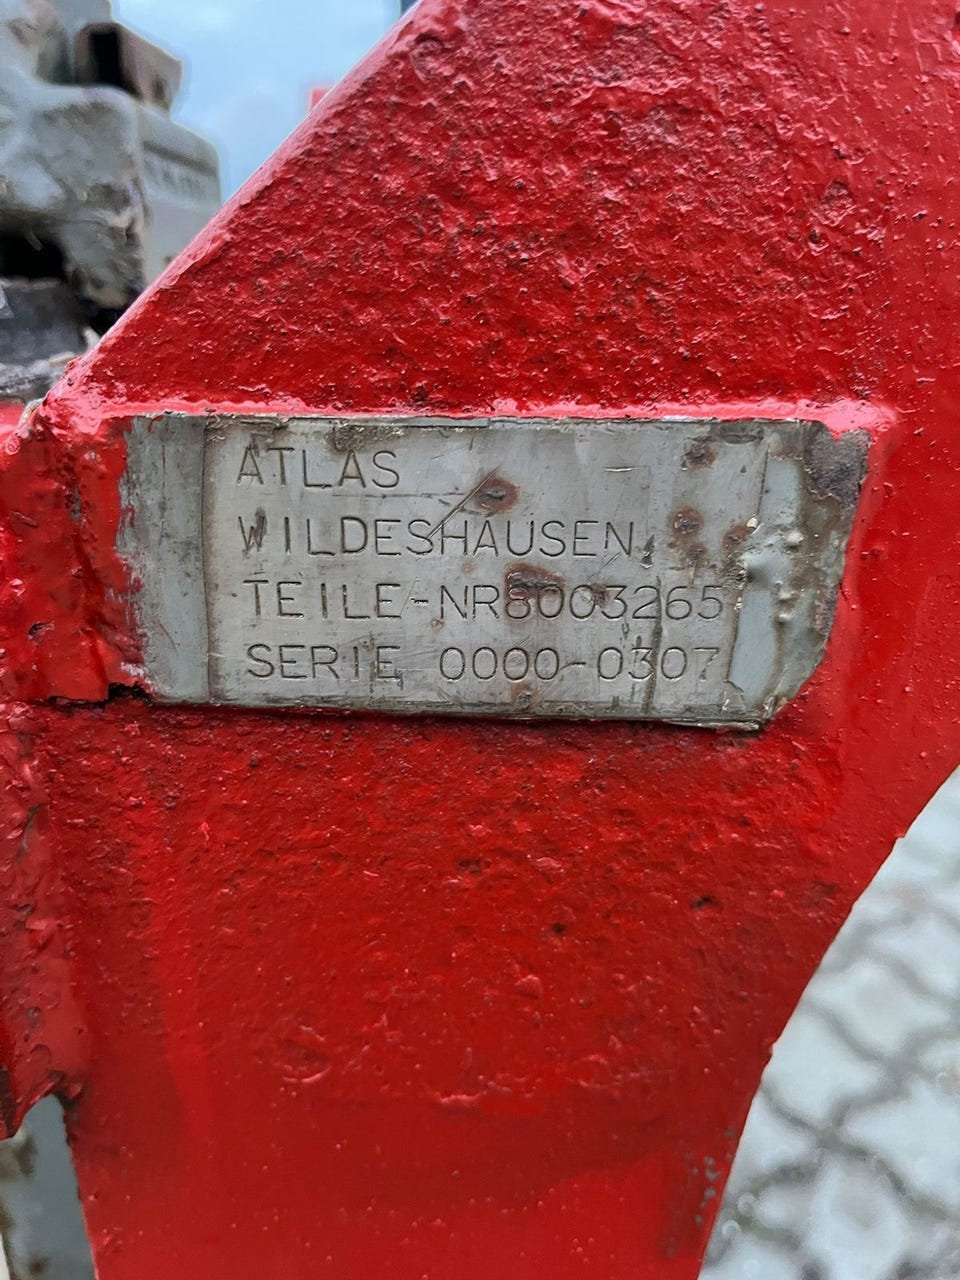 ATLAS
WILDESHAUSEN
TEILE-NR8003265
SERIE 0000-0307